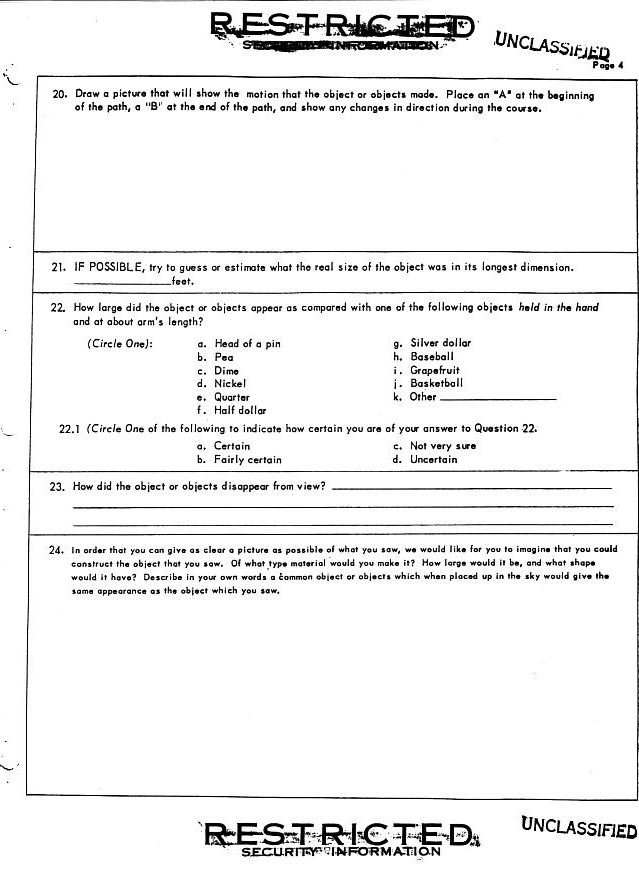 RESTRICTED
SECURITY INFORMATION
UNCLASSIFIED
Page 4
20. Draw a picture that will show the motion that the object or objects made. Place an "A" at the beginning
of the path, a "B" at the end of the path, and show any changes in direction during the course.
21. IF POSSIBLE, try to guess or estimate what the real size of the object was in its longest dimension.
______________feet.
22. How large did the object or objects appear as compared with one of the following objects held in the hand
and at about arm's length?
(Circle One):
a. Head of a pin
b. Pea
c. Dime
d. Nickel
e. Quarter
f. Half dollar
g. Silver dollar
h. Baseball
i. Grapefruit
j. Basketball
k. Other ________________
22.1 (Circle One of the following to indicate how certain you are of your answer to Question 22.
a. Certain
b. Fairly certain
c. Not very sure
d. Uncertain
23. How did the object or objects disappear from view? ________________
24. In order that you can give as clear a picture as possible of what you saw, we would like for you to imagine that you could
construct the object that you saw. Of what type material would you make it? How large would it be, and what shape
would it have? Describe in your own words a common object or objects which when placed up in the sky would give the
same appearance as the object which you saw.
RESTRICTED
SECURITY INFORMATION
UNCLASSIFIED